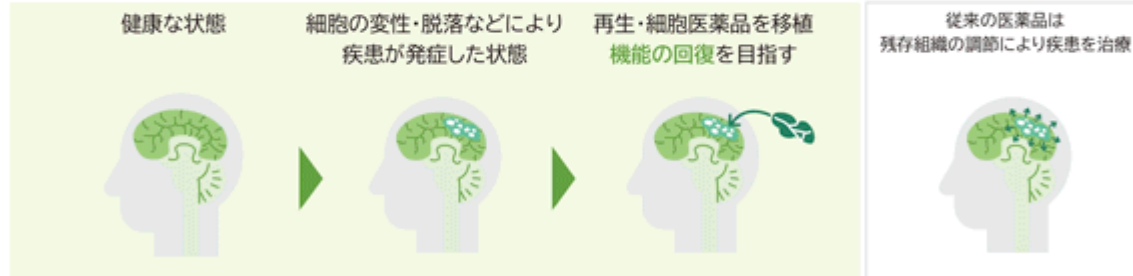 健康な状態
細胞の変性・脱落などにより
疾患が発症した状態
再生・細胞医薬品を移植
機能の回復を目指す
従来の医薬品は
残存組織の調節により疾患を治療